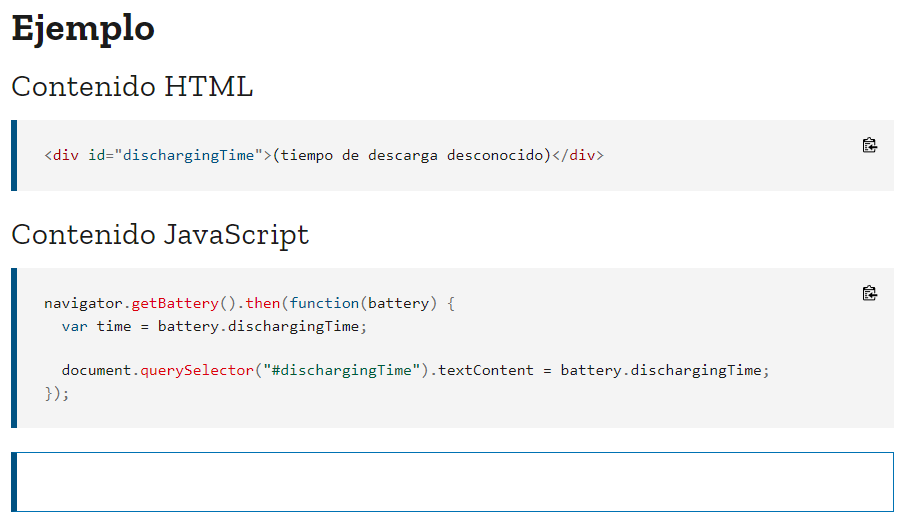 Ejemplo
Contenido HTML
<div id="dischargingTime">(tiempo de descarga desconocido)</div>
Contenido JavaScript
navigator.getBattery().then(function(battery) {
  var time = battery.dischargingTime;
  document.querySelector("#dischargingTime").textContent = battery.dischargingTime;
});